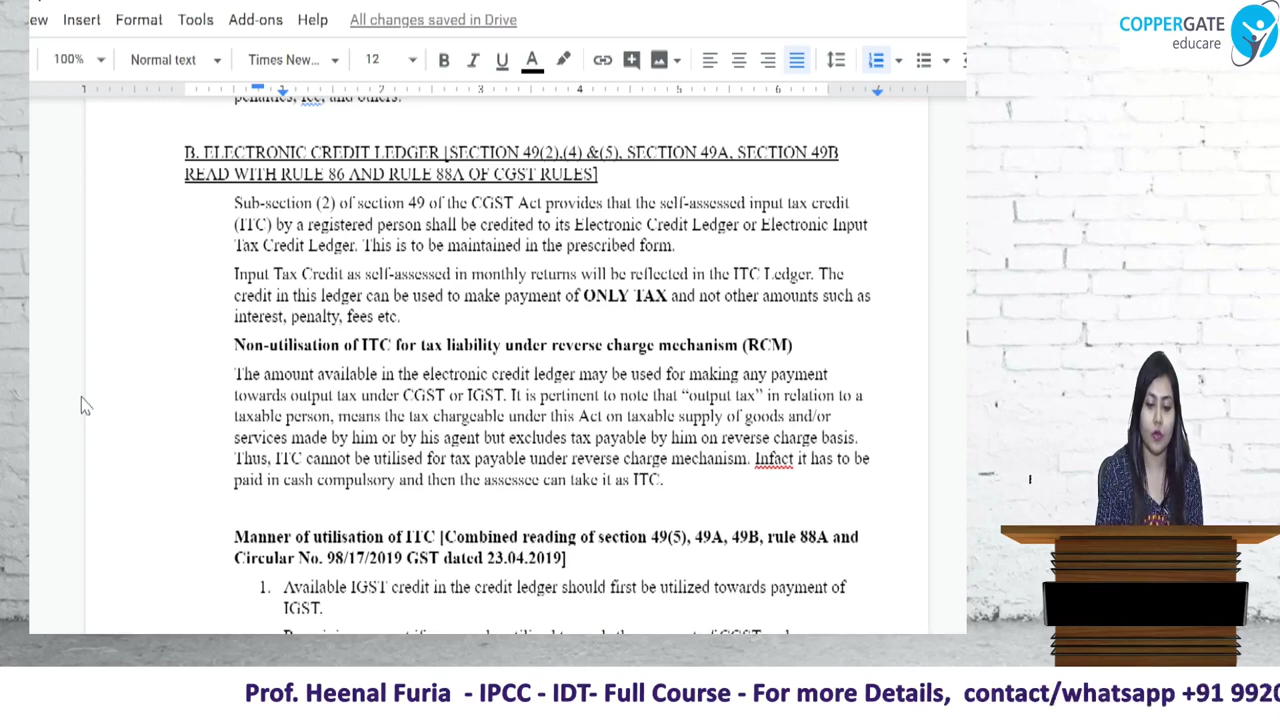 ew Insert Format Tools Add-ons Help All changes saved in Drive
COPPERGATE
educare
100% Normal text Times New... 12
1 1 2 3 4 5 6
penalties, fee, and others.
B. ELECTRONIC CREDIT LEDGER [SECTION 49(2),(4) &(5), SECTION 49A, SECTION 49B
READ WITH RULE 86 AND RULE 88A OF CGST RULES]
Sub-section (2) of section 49 of the CGST Act provides that the self-assessed input tax credit
(ITC) by a registered person shall be credited to its Electronic Credit Ledger or Electronic Input
Tax Credit Ledger. This is to be maintained in the prescribed form.
Input Tax Credit as self-assessed in monthly returns will be reflected in the ITC Ledger. The
credit in this ledger can be used to make payment of ONLY TAX and not other amounts such as
interest, penalty, fees etc.
Non-utilisation of ITC for tax liability under reverse charge mechanism (RCM)
The amount available in the electronic credit ledger may be used for making any payment
towards output tax under CGST or IGST. It is pertinent to note that “output tax” in relation to a
taxable person, means the tax chargeable under this Act on taxable supply of goods and/or
services made by him or by his agent but excludes tax payable by him on reverse charge basis.
Thus, ITC cannot be utilised for tax payable under reverse charge mechanism. Infact it has to be
paid in cash compulsory and then the assessee can take it as ITC.
Manner of utilisation of ITC [Combined reading of section 49(5), 49A, 49B, rule 88A and
Circular No. 98/17/2019 GST dated 23.04.2019]
1. Available IGST credit in the credit ledger should first be utilized towards payment of
IGST.
Prof. Heenal Furia - IPCC - IDT- Full Course - For more Details, contact/whatsapp +91 9920